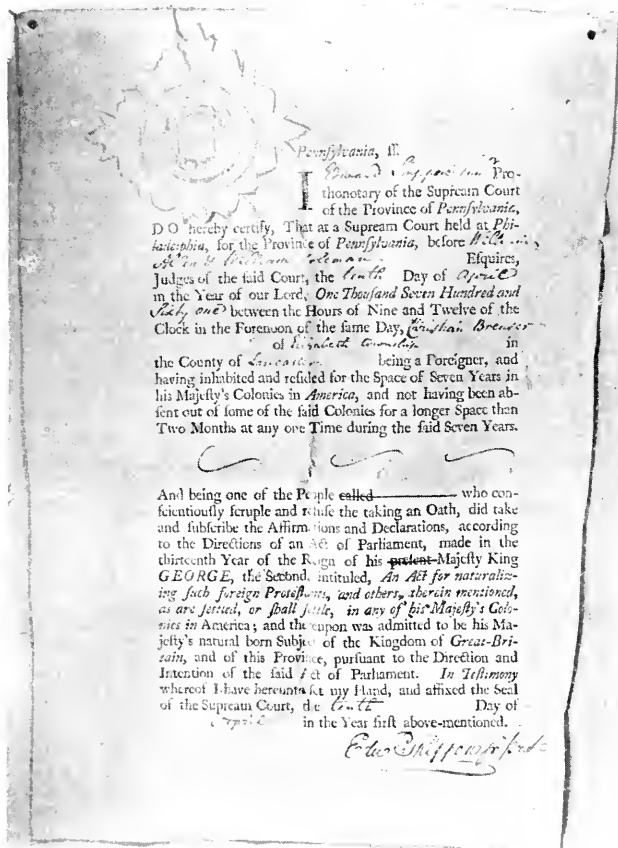 Pennſylvania, ſſ.
I Edward Shippen Pro-
thonotary of the Supream Court
of the Province of Pennſylvania,
DO hereby certify, That at a Supream Court held at Phi-
ladelphia, for the Province of Pennſylvania, before
William Coleman Eſquires,
Judges of the ſaid Court, the tenth Day of April
in the Year of our Lord, One Thouſand Seven Hundred and
Sixty one between the Hours of Nine and Twelve of the
Clock in the Forenoon of the ſame Day, Christian
of Elizabeth township in
the County of Lancaster being a Foreigner, and
having inhabited and reſided for the Space of Seven Years in
his Majeſty's Colonies in America, and not having been ab-
ſent out of ſome of the ſaid Colonies for a longer Space than
Two Months at any one Time during the ſaid Seven Years.
And being one of the People called who con-
ſcientiouſly ſcruple and refuſe the taking an Oath, did take
and ſubſcribe the Affirmations and Declarations, according
to the Directions of an Act of Parliament, made in the
thirteenth Year of the Reign of his preſent Majeſty King
GEORGE, the Second, intituled, An Act for naturaliz-
ing ſuch foreign Proteſtants, and others, therein mentioned,
as are ſettled, or ſhall ſettle, in any of his Majeſty's Colo-
nies in America; and thereupon was admitted to be his Ma-
jeſty's natural born Subject of the Kingdom of Great-Bri-
tain, and of this Province, purſuant to the Direction and
Intention of the ſaid Act of Parliament. In Teſtimony
whereof I have hereunto ſet my Hand, and affixed the Seal
of the Supream Court, the tenth Day of
April in the Year firſt above-mentioned.